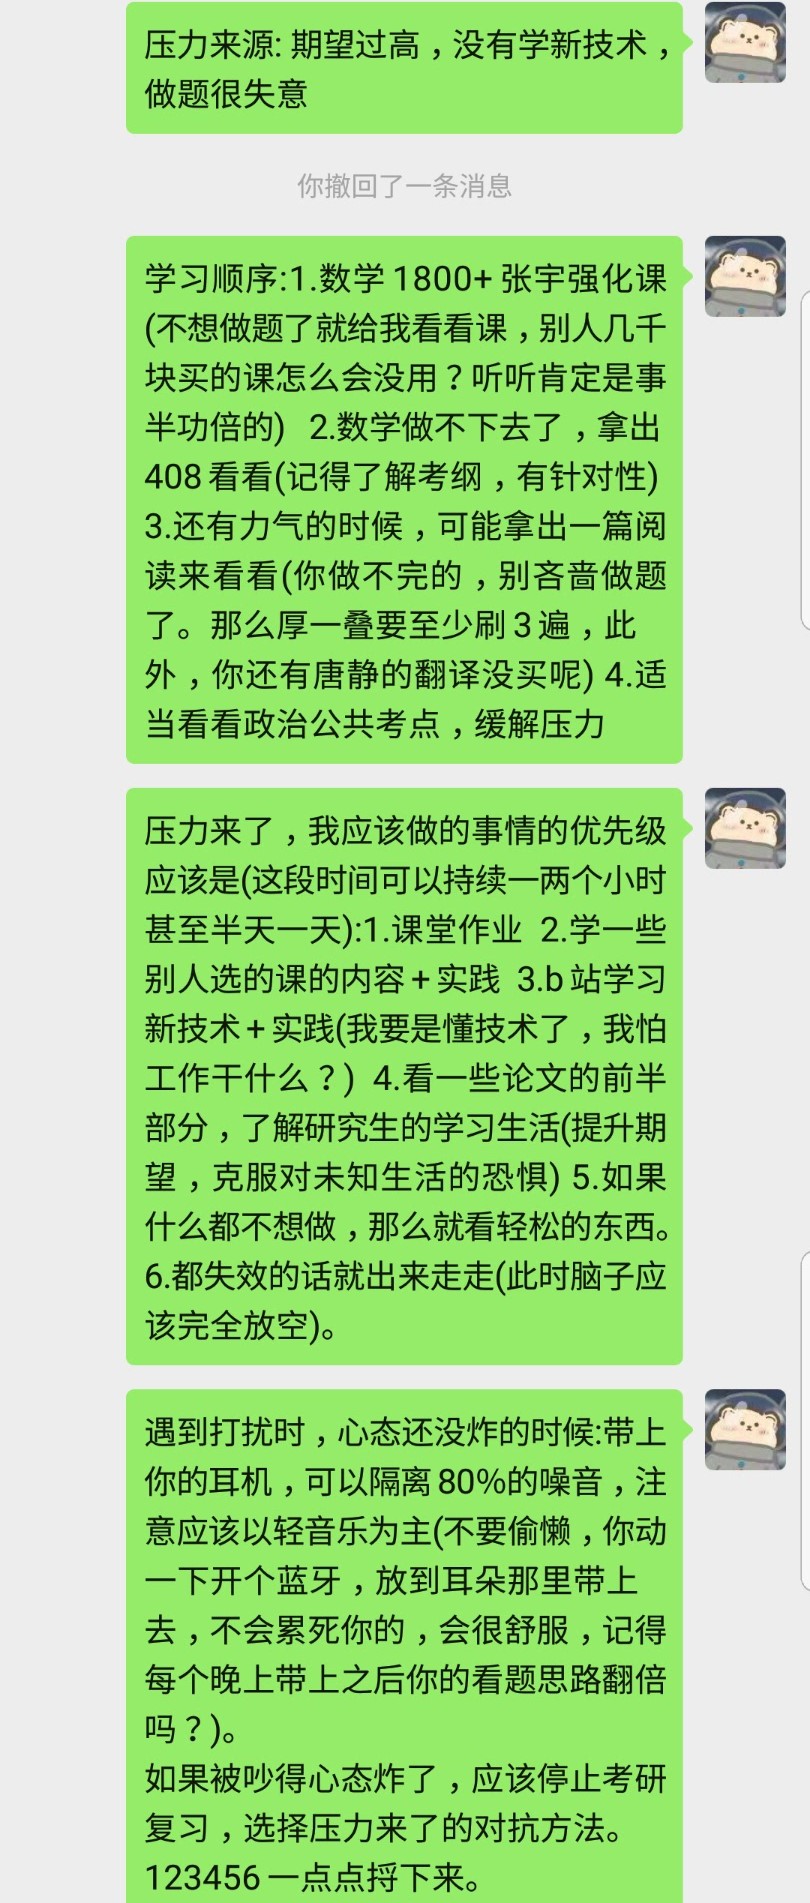 压力来源: 期望过高，没有学新技术，
做题很失意
你撤回了一条消息
学习顺序:1.数学1800+张宇强化课
(不想做题了就给我看看课，别人几千
块买的课怎么会没用？听听肯定是事
半功倍的)   2.数学做不下去了，拿出
408看看(记得了解考纲，有针对性)
3.还有力气的时候，可能拿出一篇阅
读来看看(你做不完的，别吝啬做题
了。那么厚一叠要至少刷3遍，此
外，你还有唐静的翻译没买呢) 4.适
当看看政治公共考点，缓解压力
压力来了，我应该做的事情的优先级
应该是(这段时间可以持续一两个小时
甚至半天一天):1.课堂作业  2.学一些
别人选的课的内容+实践  3.b站学习
新技术+实践(我要是懂技术了，我怕
工作干什么？)  4.看一些论文的前半
部分，了解研究生的学习生活(提升期
望，克服对未知生活的恐惧) 5.如果
什么都不想做，那么就看轻松的东西。
6.都失效的话就出来走走(此时脑子应
该完全放空)。
遇到打扰时，心态还没炸的时候:带上
你的耳机，可以隔离80%的噪音，注
意应该以轻音乐为主(不要偷懒，你动
一下开个蓝牙，放到耳朵那里带上
去，不会累死你的，会很舒服，记得
每个晚上带上之后你的看题思路翻倍
吗？)。
如果被吵得心态炸了，应该停止考研
复习，选择压力来了的对抗方法。
123456一点点捋下来。